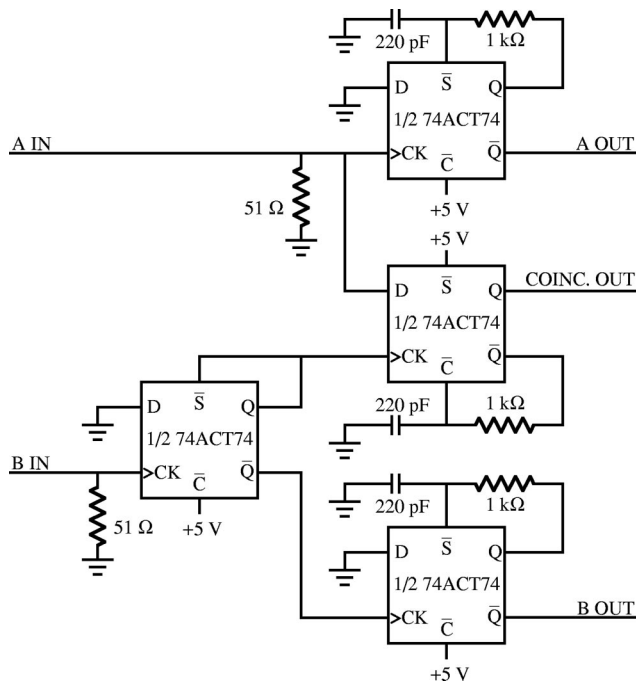 220 pF
1 kΩ
D
S̅
Q
1/2 74ACT74
A IN
>CK
C̅
Q̅
A OUT
51 Ω
+5 V
+5 V
D
S̅
Q
COINC. OUT
1/2 74ACT74
>CK
C̅
Q̅
220 pF
1 kΩ
D
S̅
Q
1/2 74ACT74
B IN
>CK
C̅
Q̅
51 Ω
+5 V
220 pF
1 kΩ
D
S̅
Q
1/2 74ACT74
>CK
C̅
Q̅
B OUT
+5 V